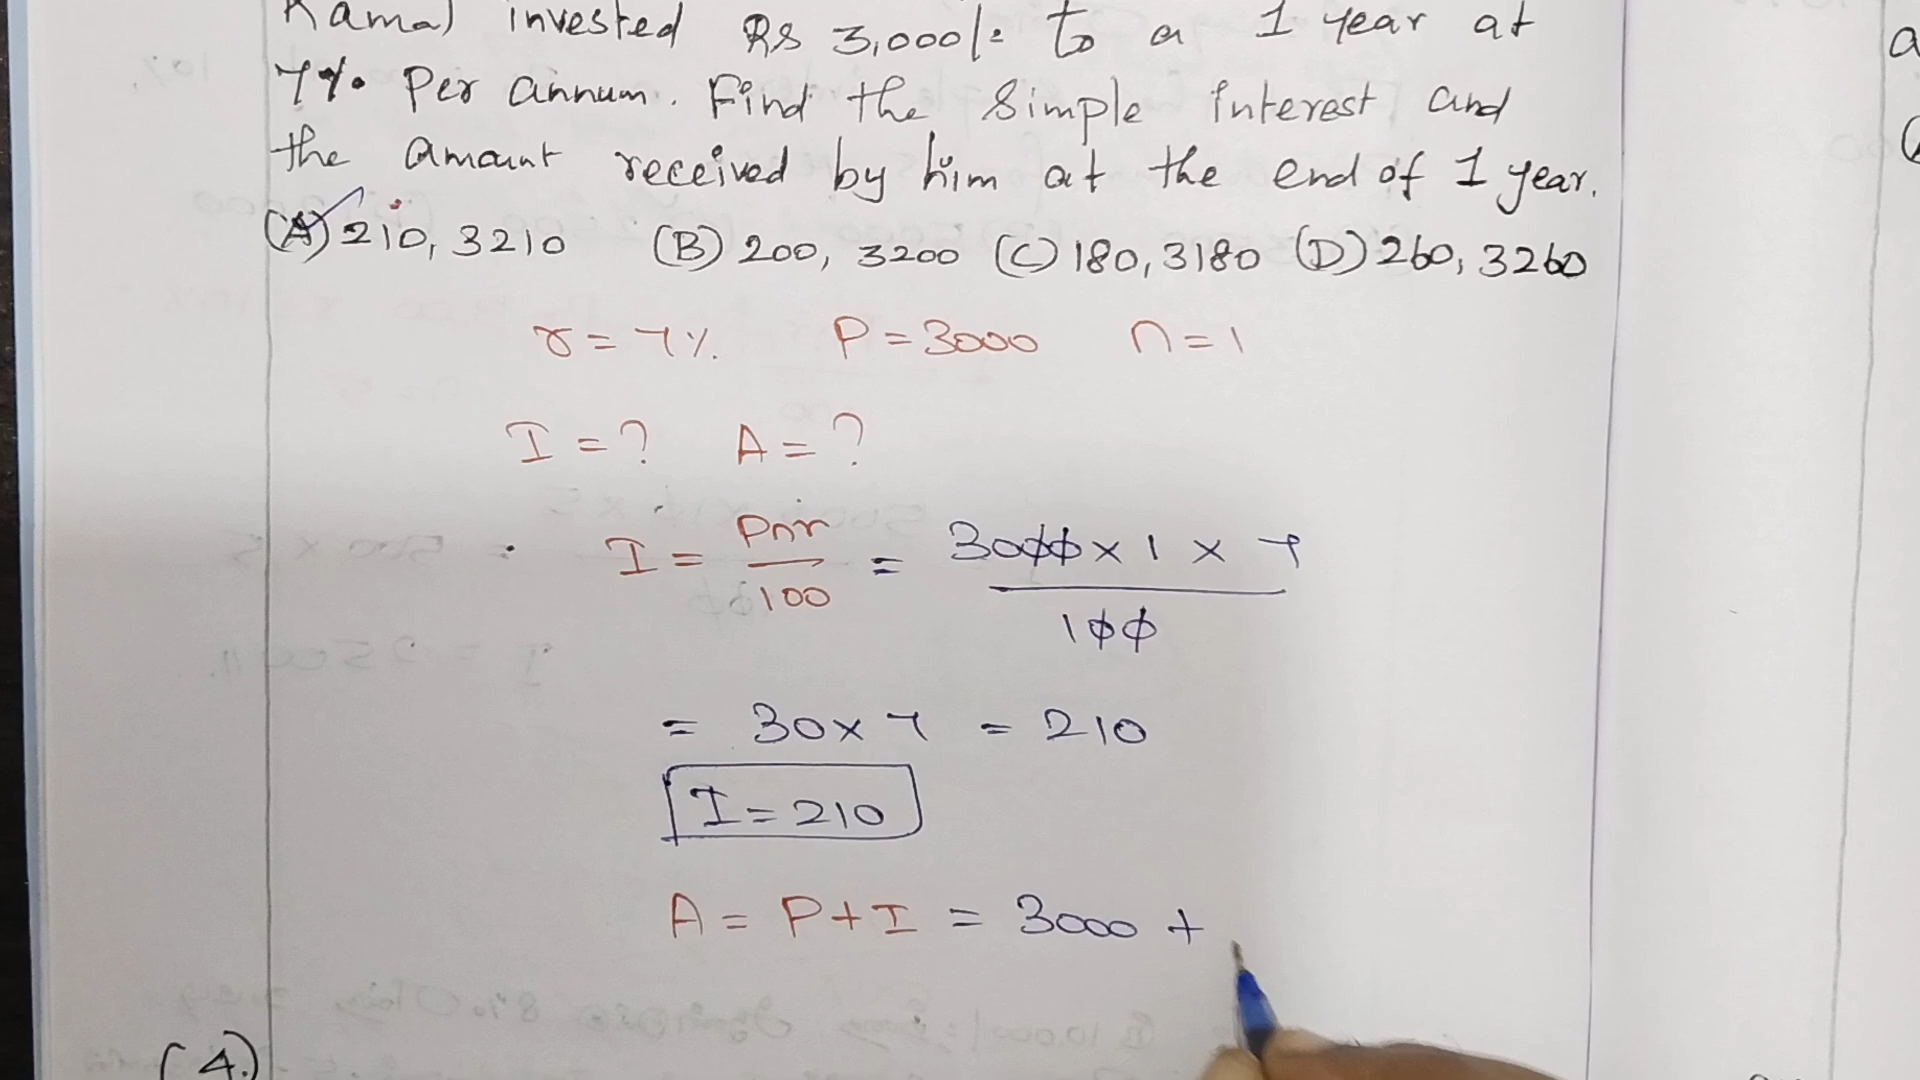 Kamal invested Rs 3,000/= to a 1 year at
7% Per annum. Find the Simple interest and
the amount received by him at the end of 1 year.
(A) 210, 3210 (B) 200, 3200 (C) 180, 3180 (D) 260, 3260
r = 7% P = 3000 n = 1
I = ? A = ?
I = Pnr/100 = 3000 x 1 x 7/100
= 30 x 7 = 210
I = 210
A = P + I = 3000 +
(4.)